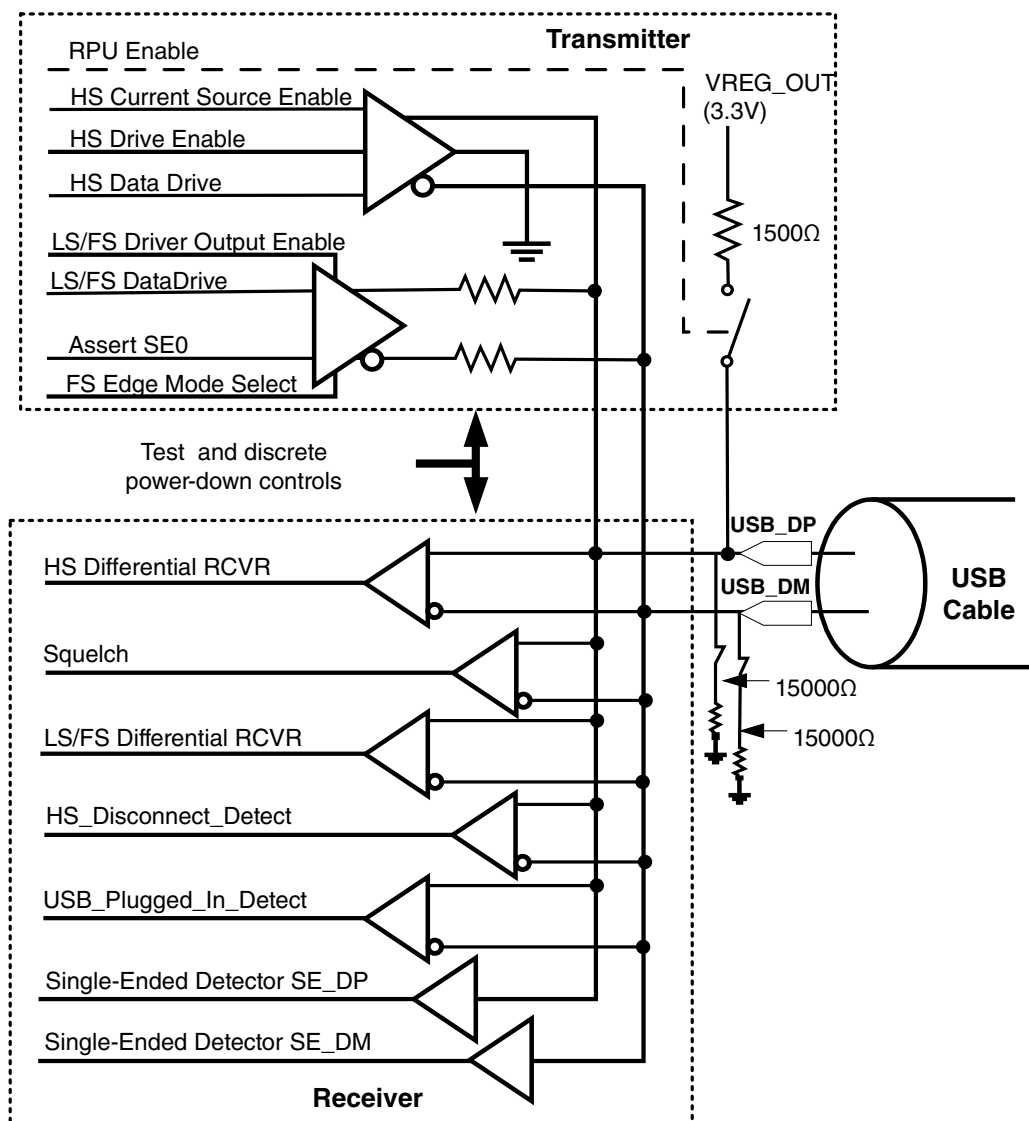 Transmitter
RPU Enable
VREG_OUT
(3.3V)
HS Current Source Enable
HS Drive Enable
HS Data Drive
1500Ω
LS/FS Driver Output Enable
LS/FS DataDrive
Assert SE0
FS Edge Mode Select
Test and discrete
power-down controls
USB_DP
HS Differential RCVR
USB_DM
USB
Cable
Squelch
15000Ω
LS/FS Differential RCVR
15000Ω
HS_Disconnect_Detect
USB_Plugged_In_Detect
Single-Ended Detector SE_DP
Single-Ended Detector SE_DM
Receiver